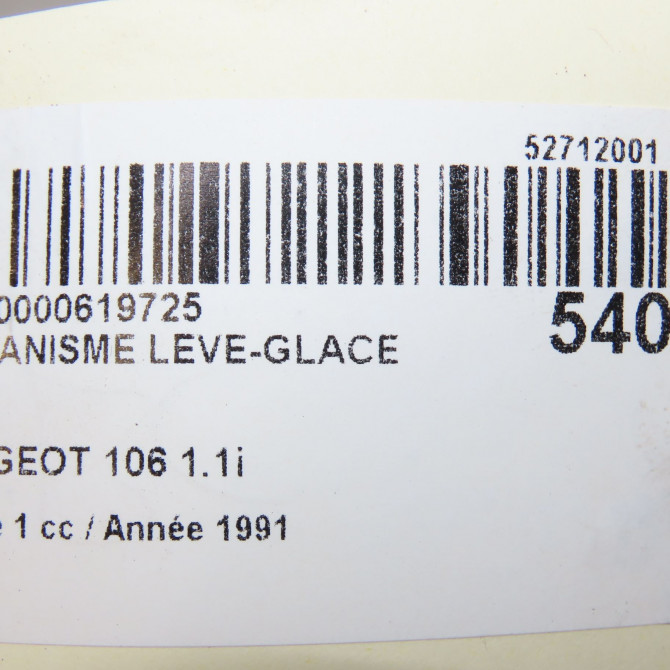 52712001
0000619725
540
ANISME LEVE-GLACE
GEOT 106 1.1i
e 1 cc / Année 1991